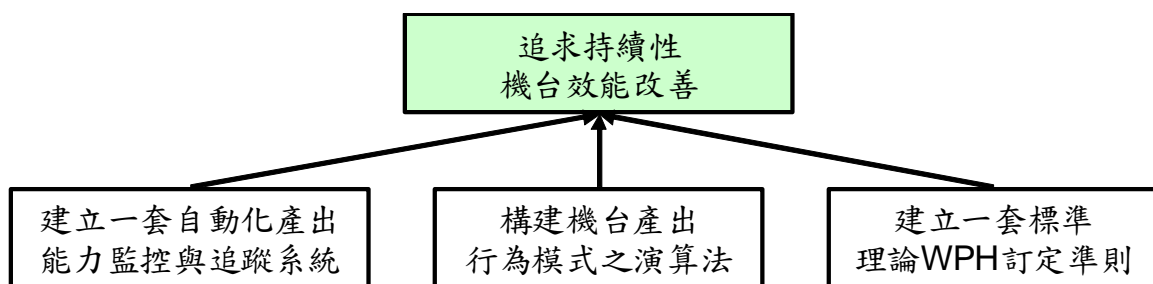 追求持續性
機台效能改善
建立一套自動化產出
能力監控與追蹤系統
構建機台產出
行為模式之演算法
建立一套標準
理論WPH訂定準則